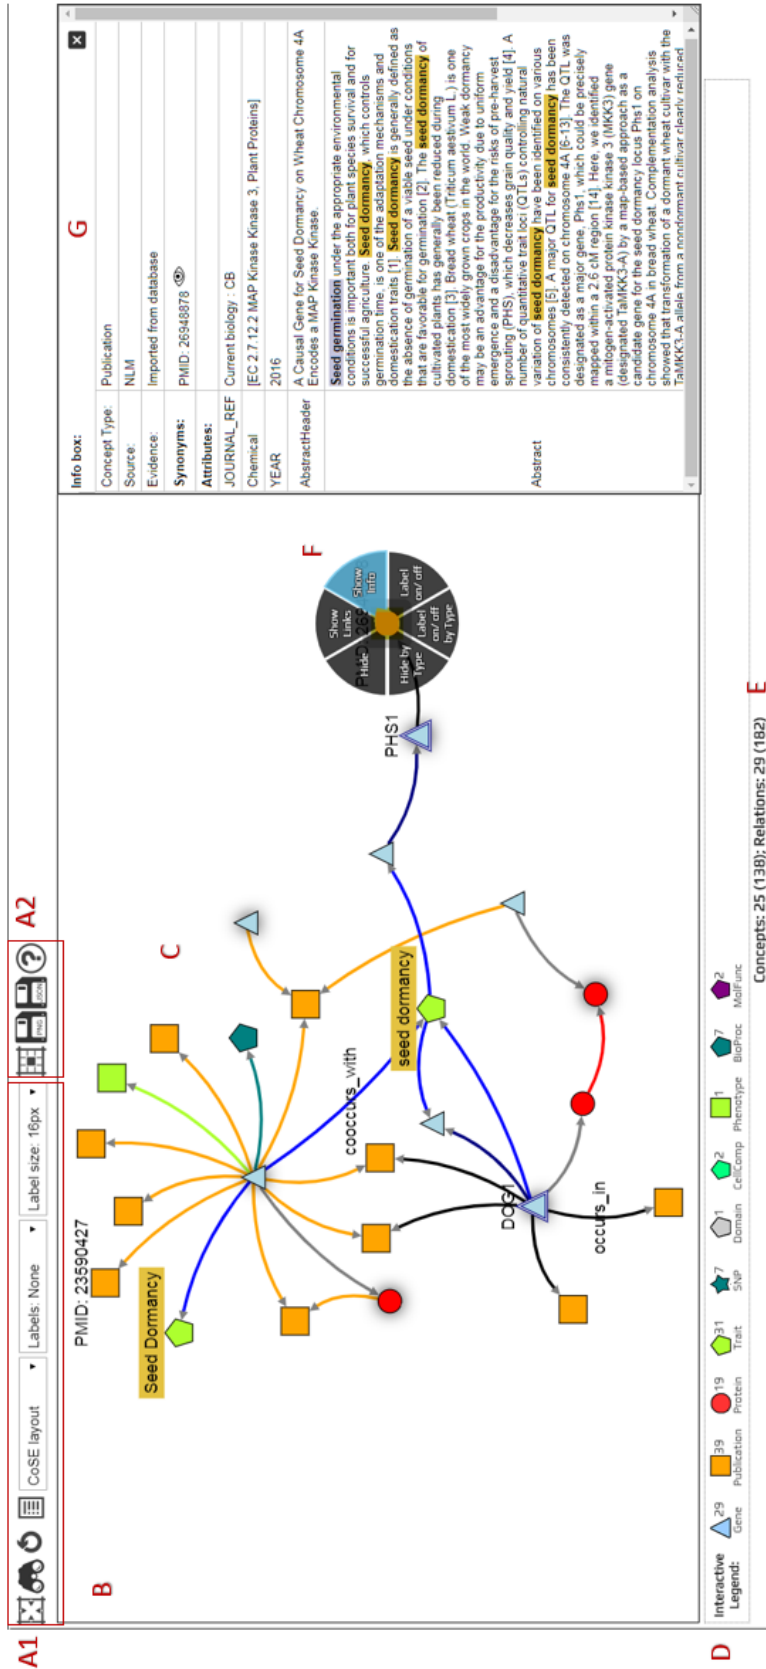 A1
A2
CoSE layout
Labels: None
Label size: 16px
PNG
JSON
?
B
C
PMID: 23590427
Seed Dormancy
cooccurs_with
seed dormancy
DOG1
occurs_in
PHS1
F
Hide
Show Links
Show Info
Hide by Type
Label on/ off by Type
Label on/ off
G
Info box:
Concept Type: Publication
Source: NLM
Evidence: Imported from database
Synonyms: PMID: 26948878
Attributes:
JOURNAL_REF Current biology : CB
Chemical [EC 2.7.12.2 MAP Kinase Kinase 3, Plant Proteins]
YEAR 2016
AbstractHeader A Causal Gene for Seed Dormancy on Wheat Chromosome 4A
Encodes a MAP Kinase Kinase.
Abstract
Seed germination under the appropriate environmental
conditions is important both for plant species survival and for
successful agriculture. Seed dormancy, which controls
germination time, is one of the adaptation mechanisms and
domestication traits [1]. Seed dormancy is generally defined as
the absence of germination of a viable seed under conditions
that are favorable for germination [2]. The seed dormancy of
cultivated plants has generally been reduced during
domestication [3]. Bread wheat (Triticum aestivum L.) is one
of the most widely grown crops in the world. Weak dormancy
may be an advantage for the productivity due to uniform
emergence and a disadvantage for the risks of pre-harvest
sprouting (PHS), which decreases grain quality, and yield [4]. A
number of quantitative trait loci (QTLs) controlling natural
variation of seed dormancy have been identified on various
chromosomes [5]. A major QTL for seed dormancy has been
consistently detected on chromosome 4A [6-13]. The QTL was
designated as a major gene, Phs1, which could be precisely
mapped within a 2.6 cM region [14]. Here, we identified
a mitogen-activated protein kinase kinase 3 (MKK3) gene
(designated TaMKK3-A) by a map-based approach as a
candidate gene for the seed dormancy locus Phs1 on
chromosome 4A in bread wheat. Complementation analysis
showed that transformation of a dormant wheat cultivar with the
TaMKK3-A allele from a nondormant cultivar clearly reduced
D
Interactive Legend:
29 Gene
39 Publication
19 Protein
31 Trait
7 SNP
1 Domain
2 CellComp
1 Phenotype
7 BioProc
2 MolFunc
Concepts: 25 (138); Relations: 29 (182)
E